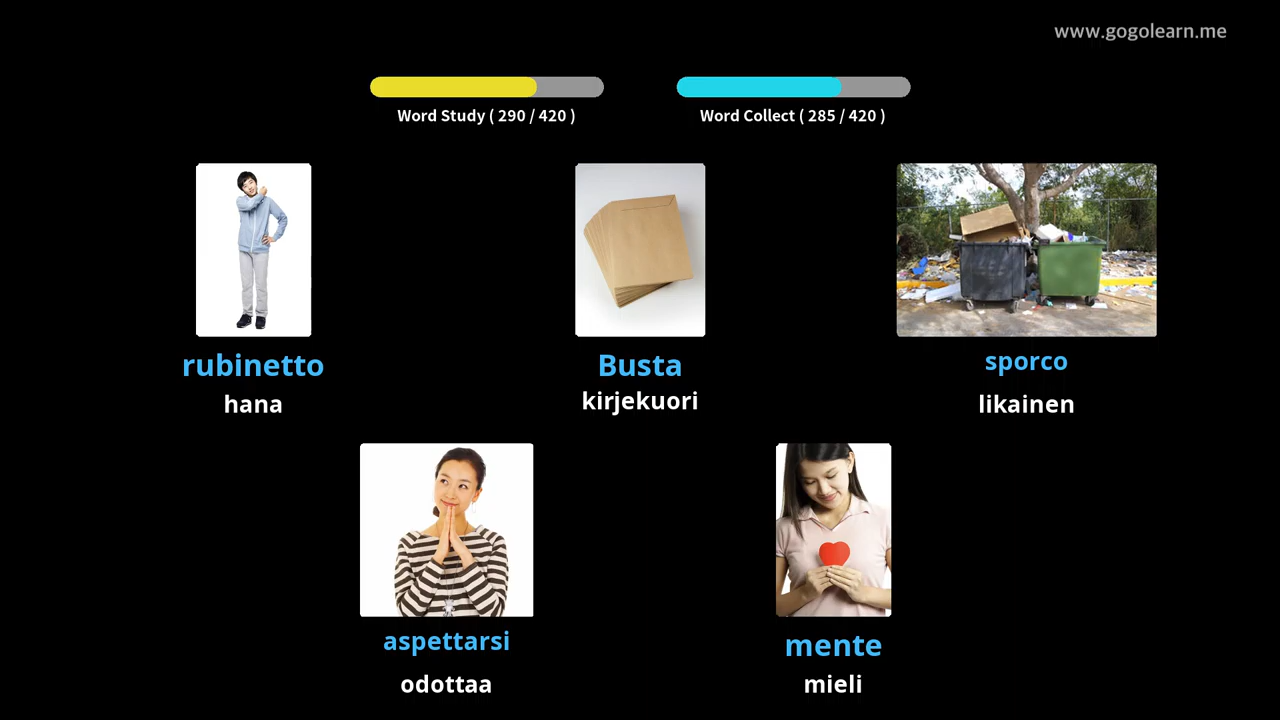 www.gogolearn.me
Word Study ( 290 / 420 )
Word Collect ( 285 / 420 )
rubinetto
hana
Busta
kirjekuori
sporco
likainen
aspettarsi
odottaa
mente
mieli